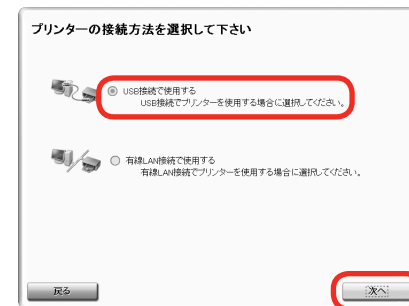 プリンターの接続方法を選択して下さい
USB接続で使用する
USB接続でプリンターを使用する場合に選択してください。
有線LAN接続で使用する
有線LAN接続でプリンターを使用する場合に選択してください。
戻る
次へ